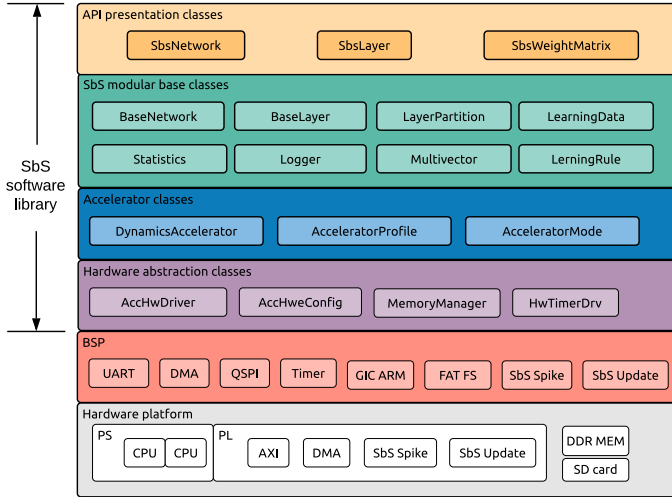 API presentation classes
SbsNetwork
SbsLayer
SbsWeightMatrix
SbS modular base classes
BaseNetwork
BaseLayer
LayerPartition
LearningData
Statistics
Logger
Multivector
LerningRule
SbS
software
library
Accelerator classes
DynamicsAccelerator
AcceleratorProfile
AcceleratorMode
Hardware abstraction classes
AccHwDriver
AccHweConfig
MemoryManager
HwTimerDrv
BSP
UART
DMA
QSPI
Timer
GIC ARM
FAT FS
SbS Spike
SbS Update
Hardware platform
PS
CPU
CPU
PL
AXI
DMA
SbS Spike
SbS Update
DDR MEM
SD card